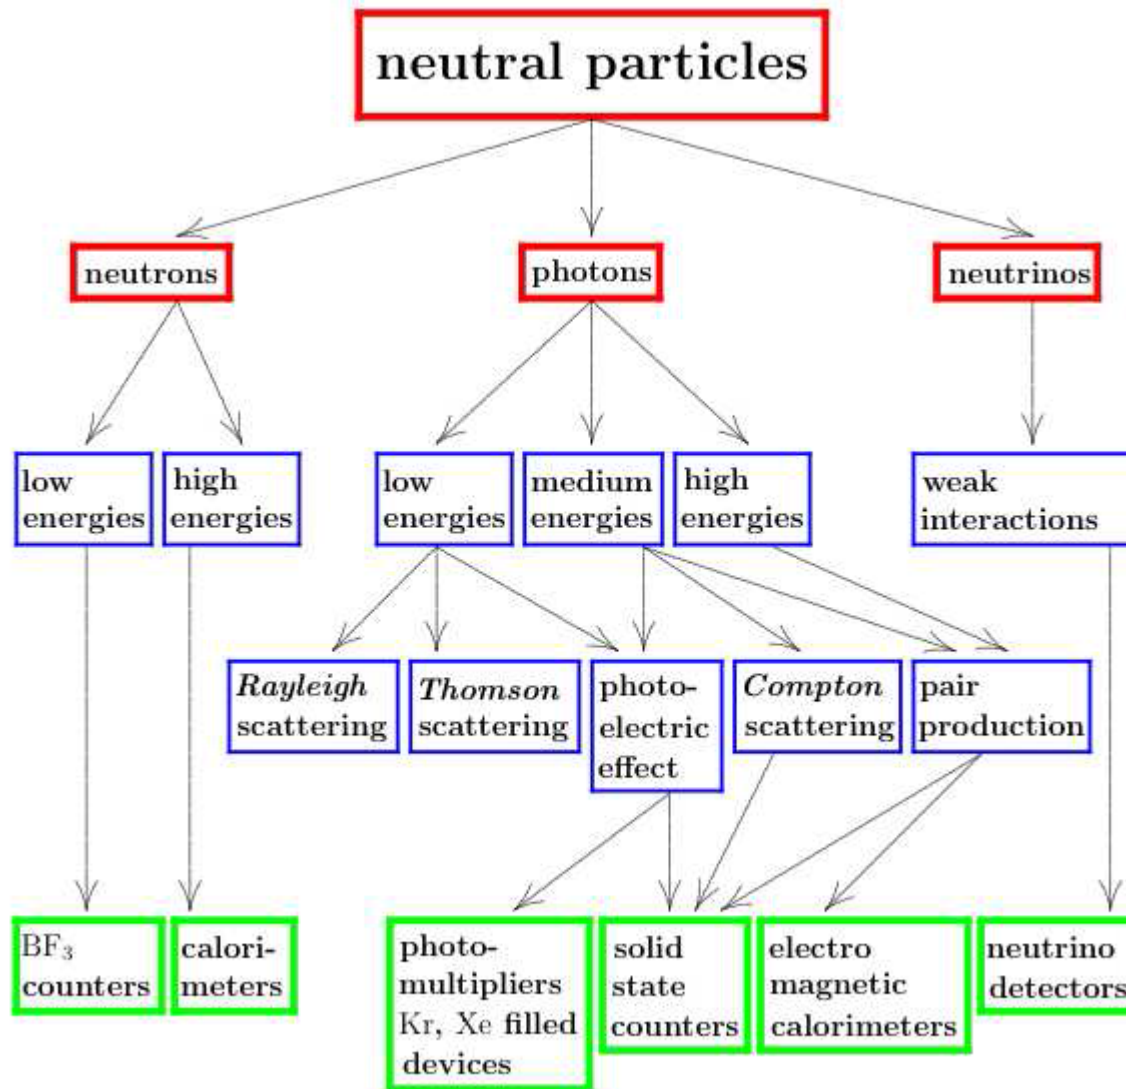 neutral particles
neutrons
photons
neutrinos
low
energies
high
energies
low
energies
medium
energies
high
energies
weak
interactions
Rayleigh
scattering
Thomson
scattering
photo-
electric
effect
Compton
scattering
pair
production
BF₃
counters
calori-
meters
photo-
multipliers
Kr, Xe filled
devices
solid
state
counters
electro
magnetic
calorimeters
neutrino
detectors